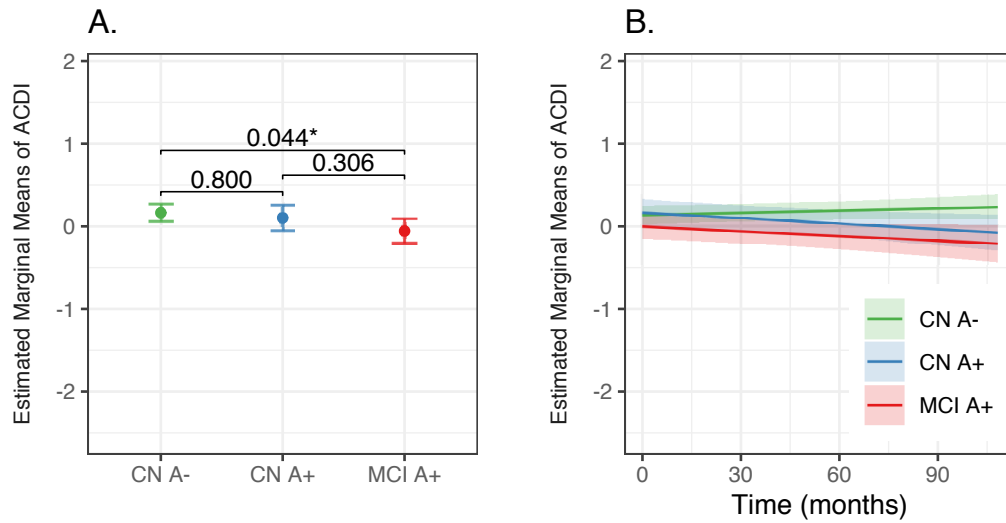 A.
Estimated Marginal Means of ACDI
2
1
0
-1
-2
0.044*
0.800
0.306
CN A-
CN A+
MCI A+
B.
Estimated Marginal Means of ACDI
2
1
0
-1
-2
CN A-
CN A+
MCI A+
0
30
60
90
Time (months)